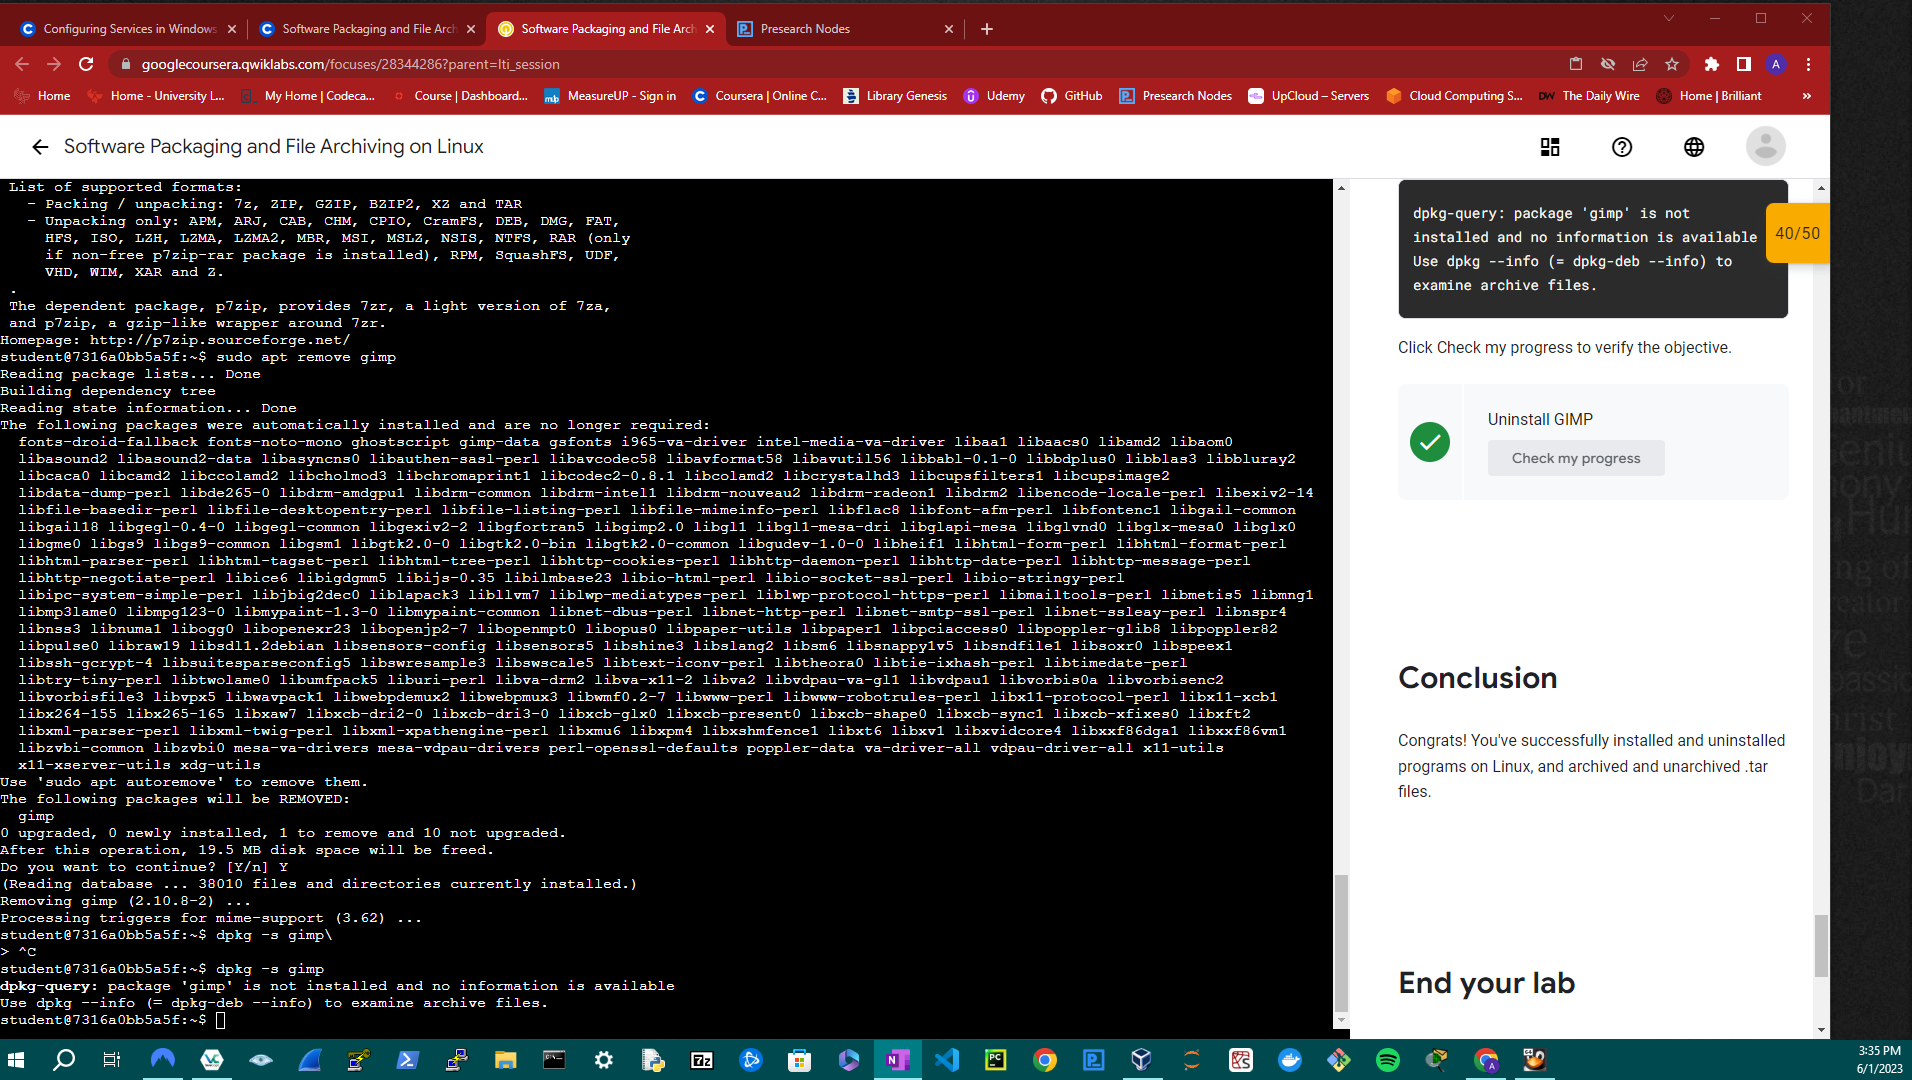 Configuring Services in Windows
Software Packaging and File Arch
Software Packaging and File Arch
Presearch Nodes
googlecoursera.qwiklabs.com/focuses/28344286?parent=lti_session
A
Home
Home - University L...
My Home | Codeca...
Course | Dashboard...
MeasureUP - Sign in
Coursera | Online C...
Library Genesis
Udemy
GitHub
Presearch Nodes
UpCloud – Servers
Cloud Computing S...
DW The Daily Wire
Home | Brilliant
»
Software Packaging and File Archiving on Linux
List of supported formats:
- Packing / unpacking: 7z, ZIP, GZIP, BZIP2, XZ and TAR
- Unpacking only: APM, ARJ, CAB, CHM, CPIO, CramFS, DEB, DMG, FAT,
HFS, ISO, LZH, LZMA, LZMA2, MBR, MSI, MSLZ, NSIS, NTFS, RAR (only
if non-free p7zip-rar package is installed), RPM, SquashFS, UDF,
VHD, WIM, XAR and Z.
.
The dependent package, p7zip, provides 7zr, a light version of 7za,
and p7zip, a gzip-like wrapper around 7zr.
Homepage: http://p7zip.sourceforge.net/
student@7316a0bb5a5f:~$ sudo apt remove gimp
Reading package lists... Done
Building dependency tree
Reading state information... Done
The following packages were automatically installed and are no longer required:
fonts-droid-fallback fonts-noto-mono ghostscript gimp-data gsfonts i965-va-driver intel-media-va-driver libaa1 libaacs0 libamd2 libaom0
libasound2 libasound2-data libasyncns0 libauthen-sasl-perl libavcodec58 libavformat58 libavutil56 libbabl-0.1-0 libbdplus0 libblas3 libbluray2
libcaca0 libcamd2 libccolamd2 libcholmod3 libchromaprint1 libcodec2-0.8.1 libcolamd2 libcrystalhd3 libcupsfilters1 libcupsimage2
libdata-dump-perl libde265-0 libdrm-amdgpu1 libdrm-common libdrm-intel1 libdrm-nouveau2 libdrm-radeon1 libdrm2 libencode-locale-perl libexiv2-14
libfile-basedir-perl libfile-desktopentry-perl libfile-listing-perl libfile-mimeinfo-perl libflac8 libfont-afm-perl libfontenc1 libgail-common
libgail18 libgegl-0.4-0 libgegl-common libgexiv2-2 libgfortran5 libgimp2.0 libgl1 libgl1-mesa-dri libglapi-mesa libglvnd0 libglx-mesa0 libglx0
libgme0 libgs9 libgs9-common libgsm1 libgtk2.0-0 libgtk2.0-bin libgtk2.0-common libgudev-1.0-0 libheif1 libhtml-form-perl libhtml-format-perl
libhtml-parser-perl libhtml-tagset-perl libhtml-tree-perl libhttp-cookies-perl libhttp-daemon-perl libhttp-date-perl libhttp-message-perl
libhttp-negotiate-perl libice6 libigdgmm5 libijs-0.35 libilmbase23 libio-html-perl libio-socket-ssl-perl libio-stringy-perl
libipc-system-simple-perl libjbig2dec0 liblapack3 libllvm7 liblwp-mediatypes-perl liblwp-protocol-https-perl libmailtools-perl libmetis5 libmng1
libmp3lame0 libmpg123-0 libmypaint-1.3-0 libmypaint-common libnet-dbus-perl libnet-http-perl libnet-smtp-ssl-perl libnet-ssleay-perl libnspr4
libnss3 libnuma1 libogg0 libopenexr23 libopenjp2-7 libopenmpt0 libopus0 libpaper-utils libpaper1 libpciaccess0 libpoppler-glib8 libpoppler82
libpulse0 libraw19 libsdl1.2debian libsensors-config libsensors5 libshine3 libslang2 libsm6 libsnappy1v5 libsndfile1 libsoxr0 libspeex1
libssh-gcrypt-4 libsuitesparseconfig5 libswresample3 libswscale5 libtext-iconv-perl libtheora0 libtie-ixhash-perl libtimedate-perl
libtry-tiny-perl libtwolame0 libumfpack5 liburi-perl libva-drm2 libva-x11-2 libva2 libvdpau-va-gl1 libvdpau1 libvorbis0a libvorbisenc2
libvorbisfile3 libvpx5 libwavpack1 libwebpdemux2 libwebpmux3 libwmf0.2-7 libwww-perl libwww-robotrules-perl libx11-protocol-perl libx11-xcb1
libx264-155 libx265-165 libxaw7 libxcb-dri2-0 libxcb-dri3-0 libxcb-glx0 libxcb-present0 libxcb-shape0 libxcb-sync1 libxcb-xfixes0 libxft2
libxml-parser-perl libxml-twig-perl libxml-xpathengine-perl libxmu6 libxpm4 libxshmfence1 libxt6 libxv1 libxvidcore4 libxxf86dga1 libxxf86vm1
libzvbi-common libzvbi0 mesa-va-drivers mesa-vdpau-drivers perl-openssl-defaults poppler-data va-driver-all vdpau-driver-all x11-utils
x11-xserver-utils xdg-utils
Use 'sudo apt autoremove' to remove them.
The following packages will be REMOVED:
gimp
0 upgraded, 0 newly installed, 1 to remove and 10 not upgraded.
After this operation, 19.5 MB disk space will be freed.
Do you want to continue? [Y/n] Y
(Reading database ... 38010 files and directories currently installed.)
Removing gimp (2.10.8-2) ...
Processing triggers for mime-support (3.62) ...
student@7316a0bb5a5f:~$ dpkg -s gimp\
> ^C
student@7316a0bb5a5f:~$ dpkg -s gimp
dpkg-query: package 'gimp' is not installed and no information is available
Use dpkg --info (= dpkg-deb --info) to examine archive files.
student@7316a0bb5a5f:~$
dpkg-query: package 'gimp' is not
installed and no information is available
Use dpkg --info (= dpkg-deb --info) to
examine archive files.
40/50
Click Check my progress to verify the objective.
Uninstall GIMP
Check my progress
Conclusion
Congrats! You've successfully installed and uninstalled
programs on Linux, and archived and unarchived .tar
files.
End your lab
3:35 PM
6/1/2023